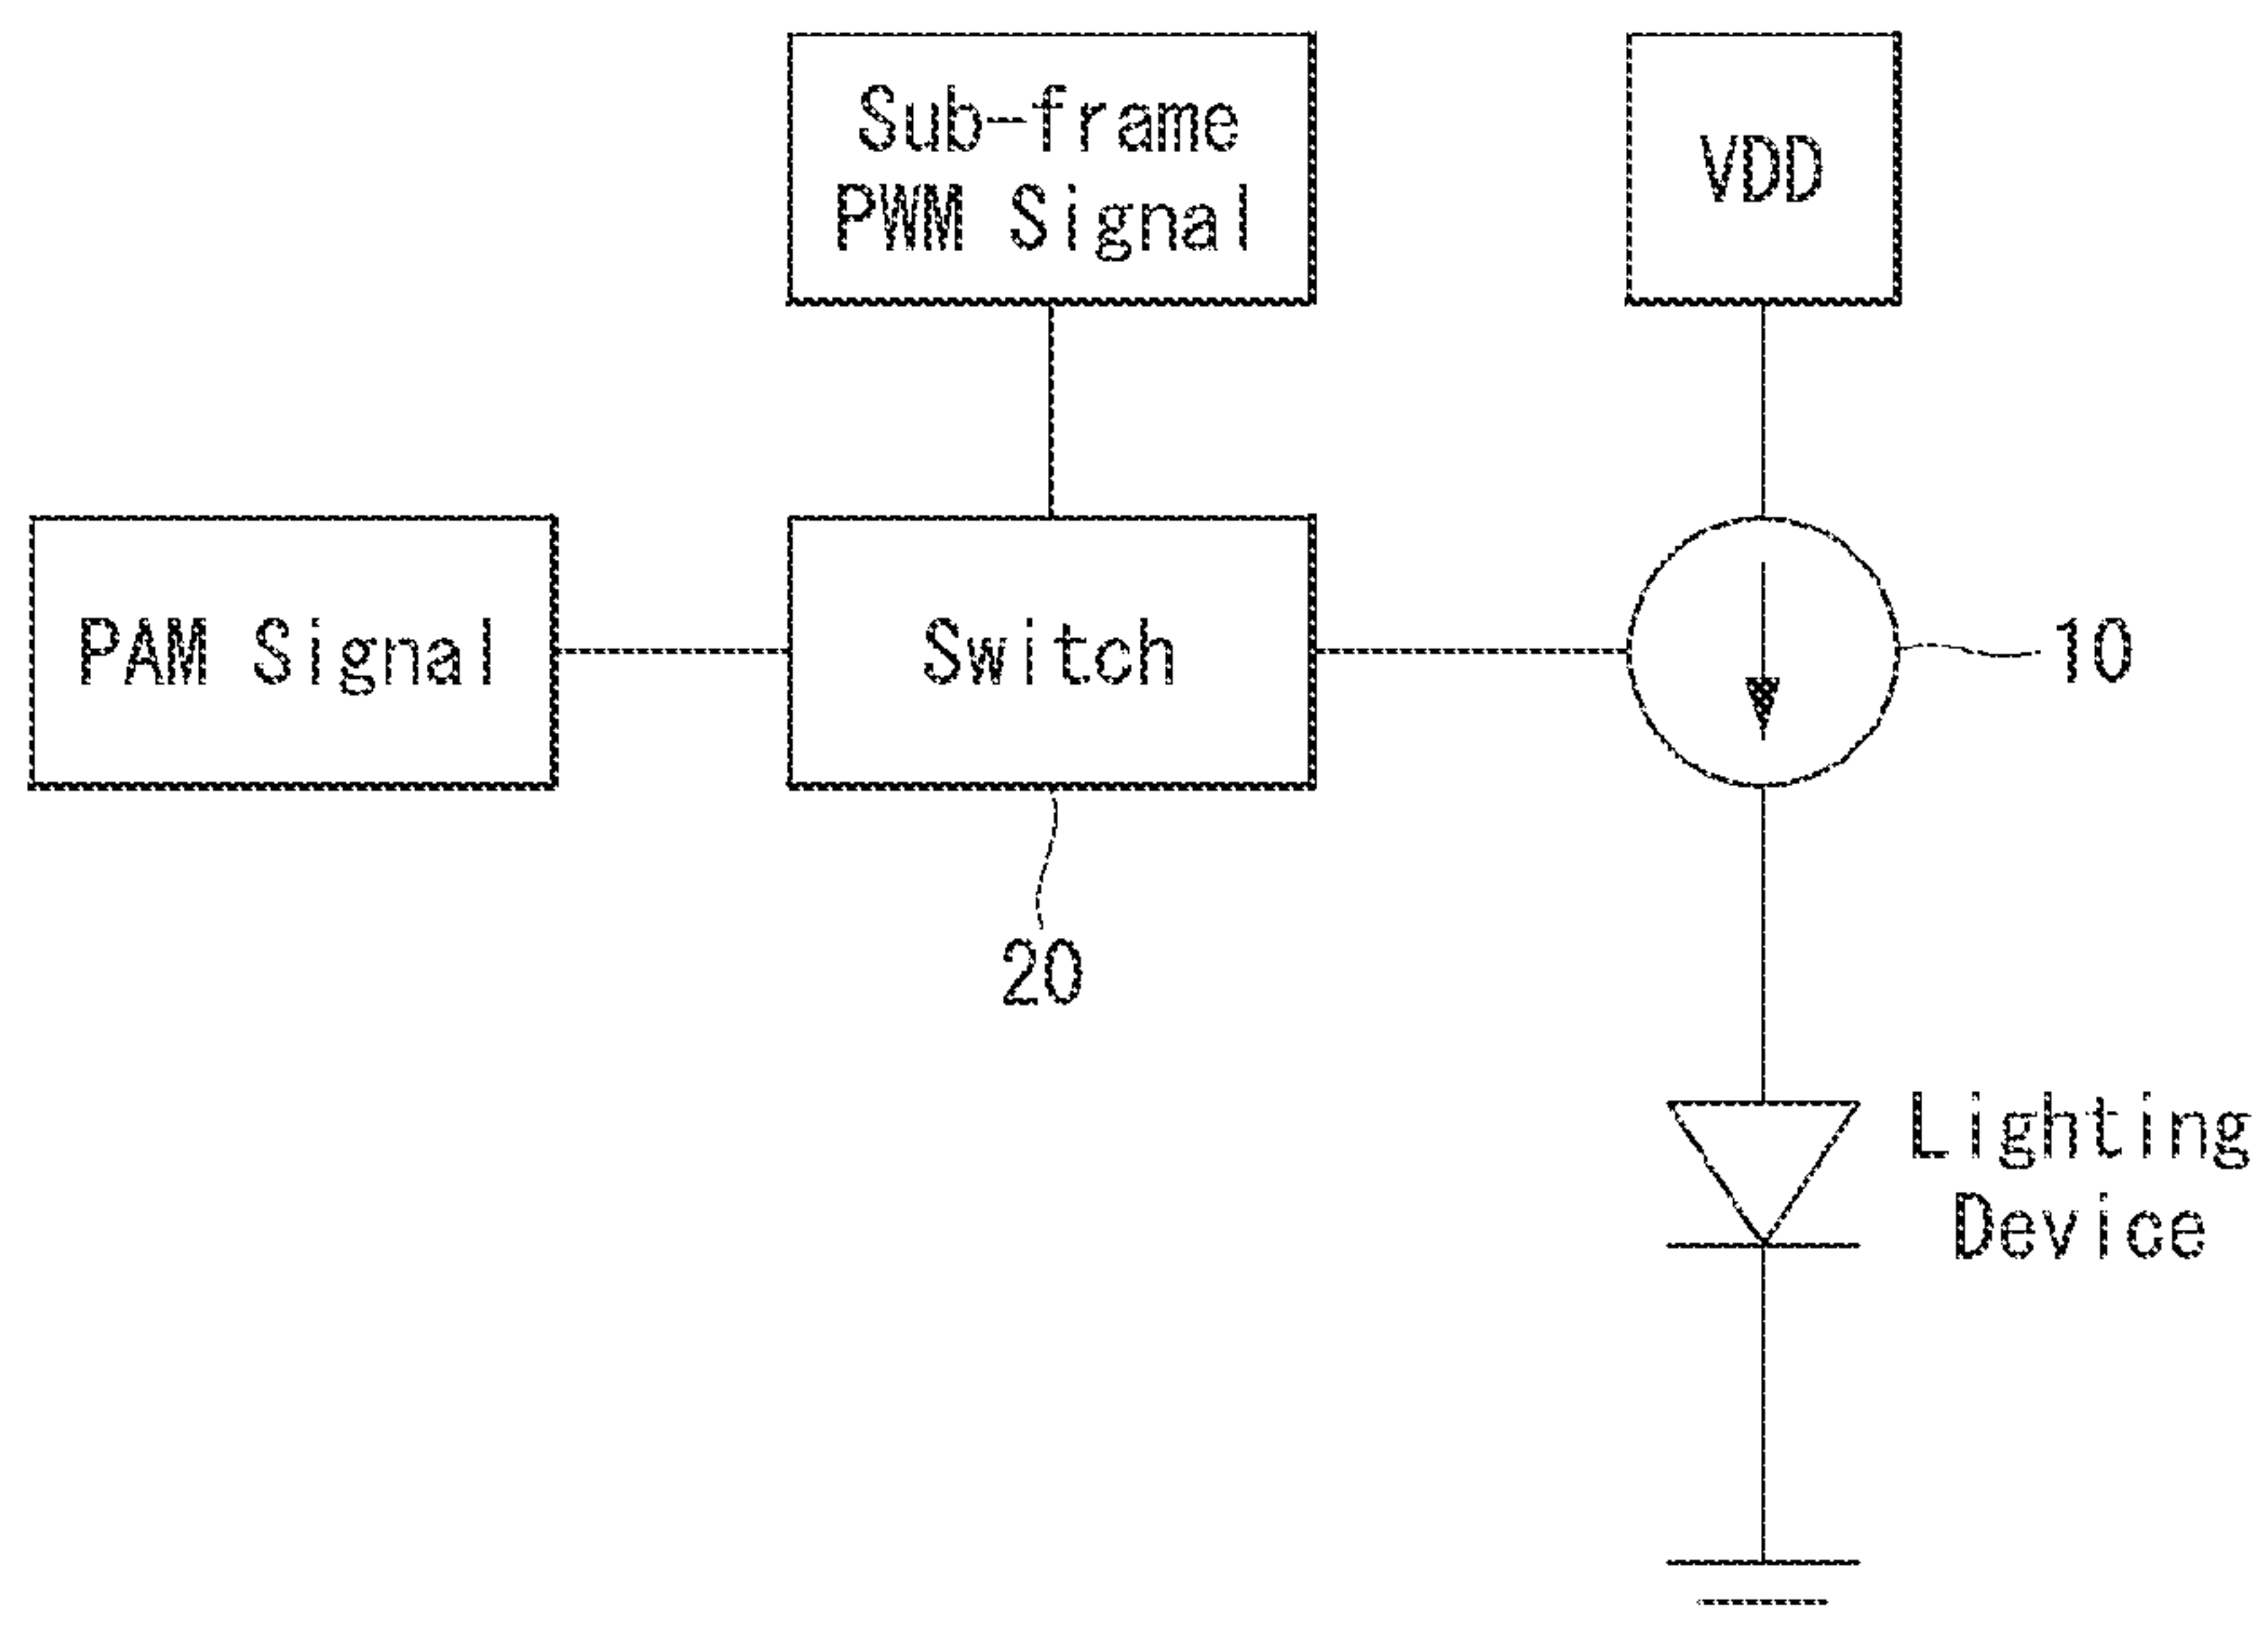 Sub-frame
PWM Signal
VDD
PAM Signal
Switch
10
20
Lighting
Device